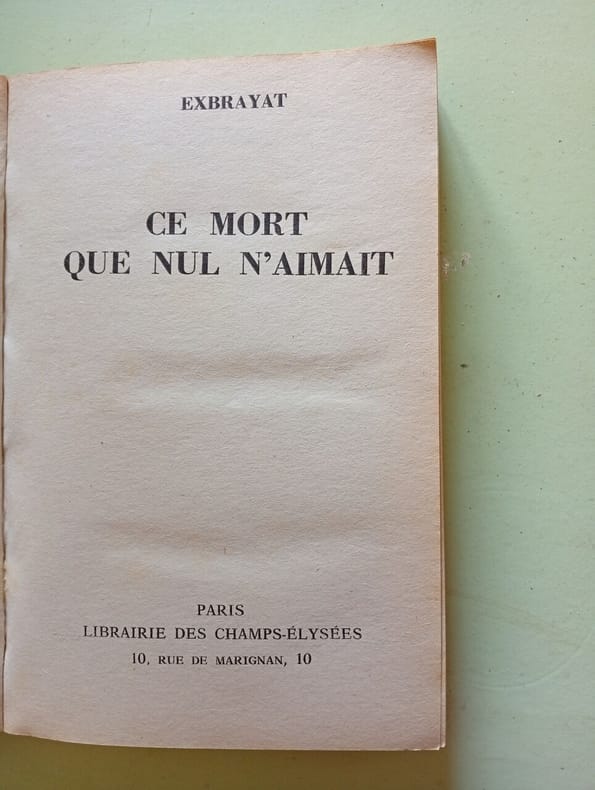 EXBRAYAT
CE MORT
QUE NUL N'AIMAIT
PARIS
LIBRAIRIE DES CHAMPS-ÉLYSÉES
10, RUE DE MARIGNAN, 10